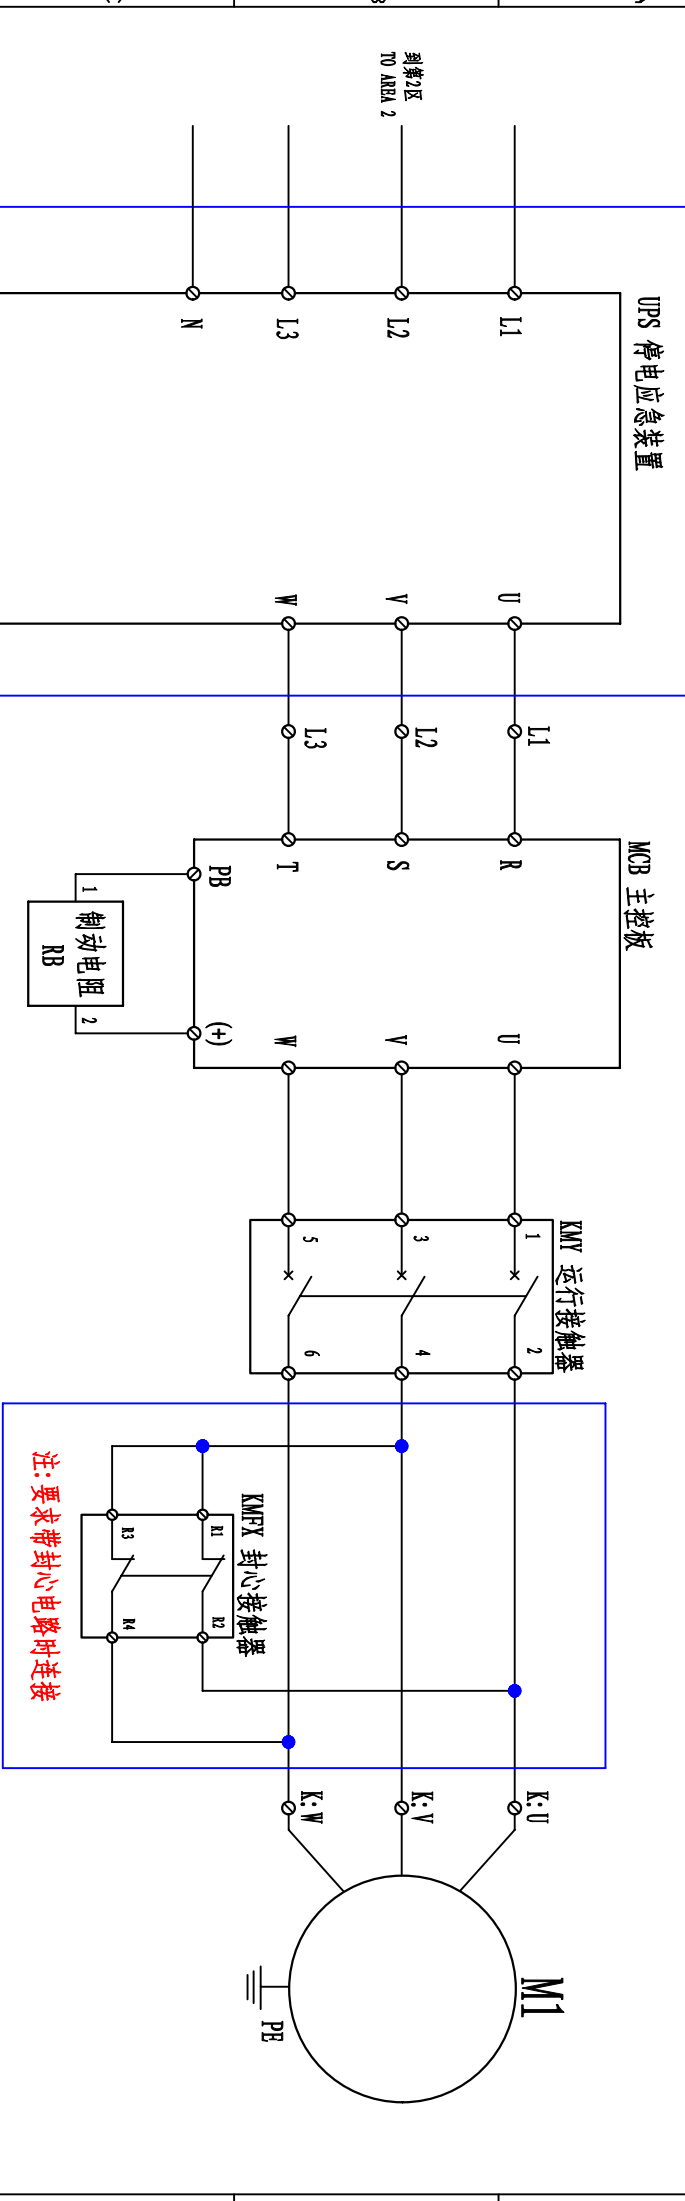 到第2区
TO AREA 2
UPS 停电应急装置
L1
L2
L3
N
U
V
W
L1
L2
L3
MCB 主控板
R
S
T
PB
(+)
U
V
W
1
制动电阻
RB
2
KMY 运行接触器
1
3
5
2
4
6
KMFX 封心接触器
R1
R3
R2
R4
注:要求带封心电路时连接
K:U
K:V
K:W
M1
PE